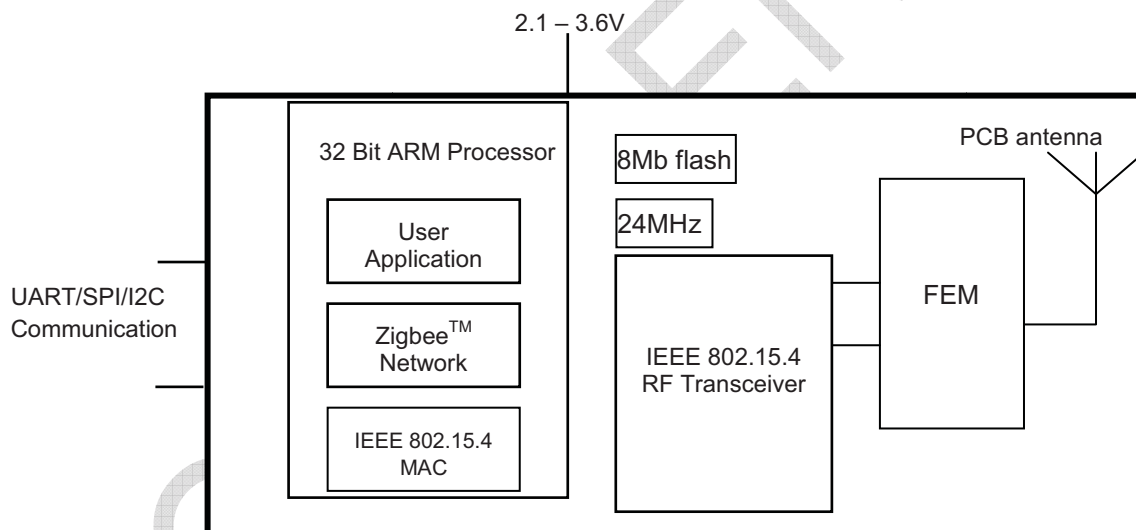 2.1 – 3.6V
32 Bit ARM Processor
User
Application
Zigbee™
Network
IEEE 802.15.4
MAC
UART/SPI/I2C
Communication
8Mb flash
24MHz
IEEE 802.15.4
RF Transceiver
FEM
PCB antenna